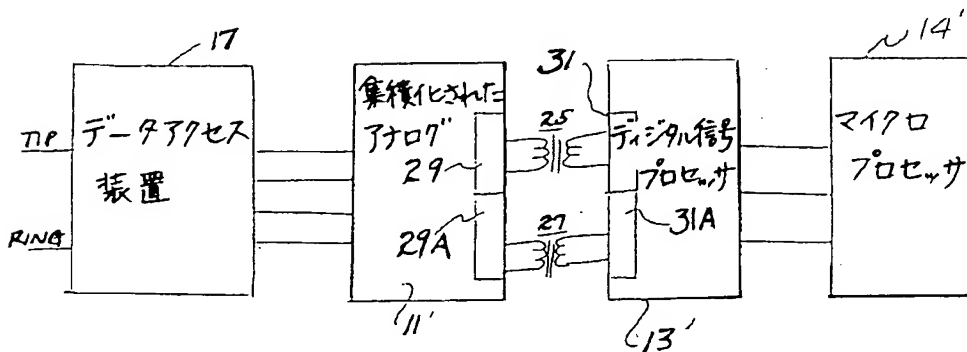 17
TIP
RING
データアクセス
装置
集積化された
アナログ
29
29A
11'
25
27
31
ディジタル信号
プロセッサ
31A
13'
14'
マイクロ
プロセッサ